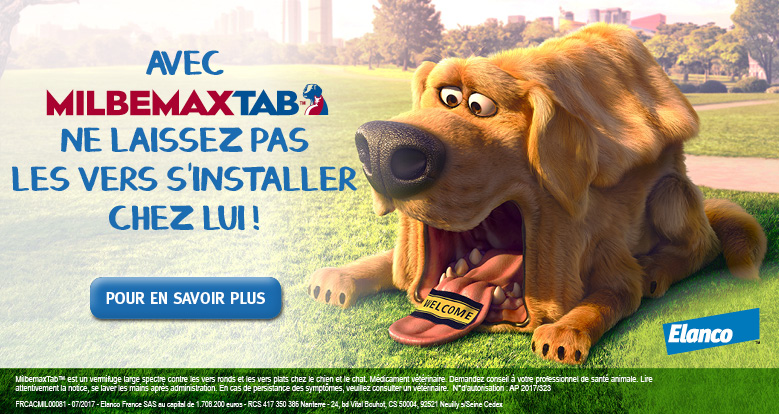 AVEC
MILBEMAXTAB™
NE LAISSEZ PAS
LES VERS S'INSTALLER
CHEZ LUI !
WELCOME
POUR EN SAVOIR PLUS
Elanco
MilbemaxTab™ est un vermifuge large spectre contre les vers ronds et les vers plats chez le chien et le chat. Médicament vétérinaire. Demandez conseil à votre professionnel de santé animale. Lire
attentivement la notice, se laver les mains après administration. En cas de persistance des symptômes, veuillez consulter un vétérinaire. N°d'autorisation : AP 2017/323
FRCACMIL00081 - 07/2017 - Elanco France SAS au capital de 1.708.200 euros - RCS 417 350 385 Nanterre - 24, bd Vital Bouhot, CS 50004, 92521 Neuilly s/Seine Cedex